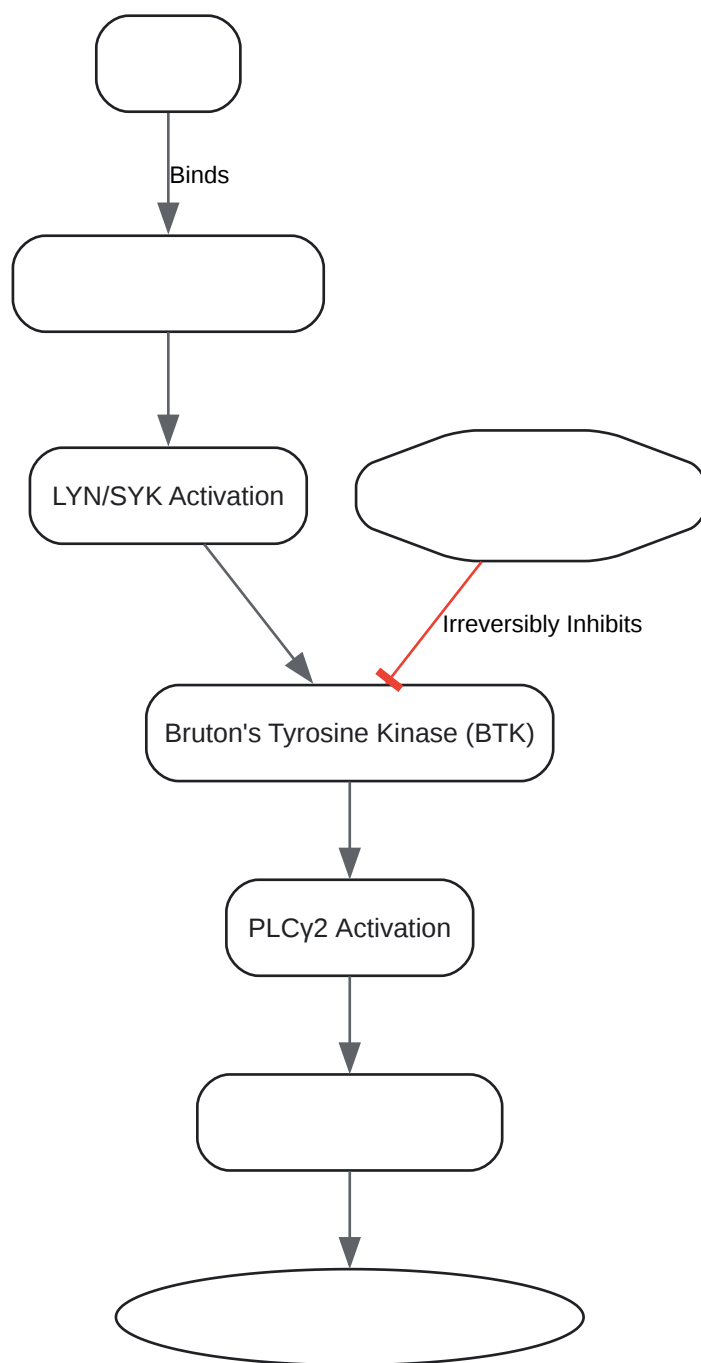 Binds
LYN/SYK Activation
Irreversibly Inhibits
Bruton's Tyrosine Kinase (BTK)
PLCγ2 Activation